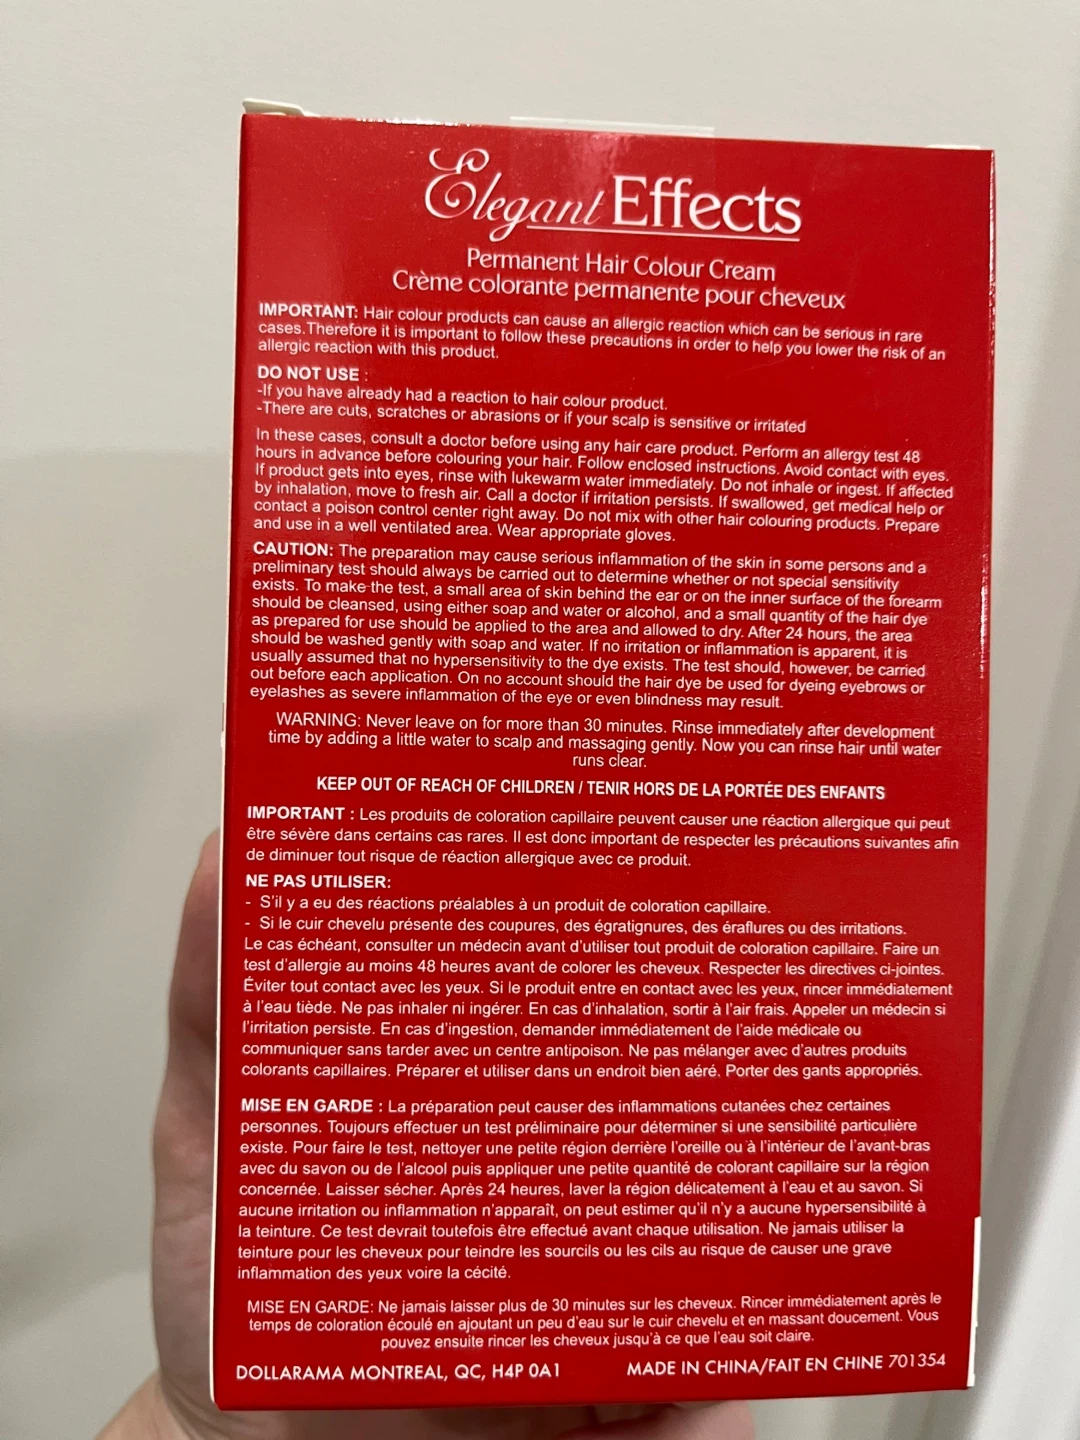 Elegant Effects
Permanent Hair Colour Cream
Crème colorante permanente pour cheveux
IMPORTANT: Hair colour products can cause an allergic reaction which can be serious in rare
cases.Therefore it is important to follow these precautions in order to help you lower the risk of an
allergic reaction with this product.
DO NOT USE :
-If you have already had a reaction to hair colour product.
-There are cuts, scratches or abrasions or if your scalp is sensitive or irritated
In these cases, consult a doctor before using any hair care product. Perform an allergy test 48
hours in advance before colouring your hair. Follow enclosed instructions. Avoid contact with eyes.
If product gets into eyes, rinse with lukewarm water immediately. Do not inhale or ingest. If affected
by inhalation, move to fresh air. Call a doctor if irritation persists. If swallowed, get medical help or
contact a poison control center right away. Do not mix with other hair colouring products. Prepare
and use in a well ventilated area. Wear appropriate gloves.
CAUTION: The preparation may cause serious inflammation of the skin in some persons and a
preliminary test should always be carried out to determine whether or not special sensitivity
exists. To make the test, a small area of skin behind the ear or on the inner surface of the forearm
should be cleansed, using either soap and water or alcohol, and a small quantity of the hair dye
as prepared for use should be applied to the area and allowed to dry. After 24 hours, the area
should be washed gently with soap and water. If no irritation or inflammation is apparent, it is
usually assumed that no hypersensitivity to the dye exists. The test should, however, be carried
out before each application. On no account should the hair dye be used for dyeing eyebrows or
eyelashes as severe inflammation of the eye or even blindness may result.
WARNING: Never leave on for more than 30 minutes. Rinse immediately after development
time by adding a little water to scalp and massaging gently. Now you can rinse hair until water
runs clear.
KEEP OUT OF REACH OF CHILDREN / TENIR HORS DE LA PORTÉE DES ENFANTS
IMPORTANT : Les produits de coloration capillaire peuvent causer une réaction allergique qui peut
être sévère dans certains cas rares. Il est donc important de respecter les précautions suivantes afin
de diminuer tout risque de réaction allergique avec ce produit.
NE PAS UTILISER:
- S'il y a eu des réactions préalables à un produit de coloration capillaire.
- Si le cuir chevelu présente des coupures, des égratignures, des éraflures ou des irritations.
Le cas échéant, consulter un médecin avant d'utiliser tout produit de coloration capillaire. Faire un
test d'allergie au moins 48 heures avant de colorer les cheveux. Respecter les directives ci-jointes.
Éviter tout contact avec les yeux. Si le produit entre en contact avec les yeux, rincer immédiatement
à l'eau tiède. Ne pas inhaler ni ingérer. En cas d'inhalation, sortir à l'air frais. Appeler un médecin si
l'irritation persiste. En cas d'ingestion, demander immédiatement de l'aide médicale ou
communiquer sans tarder avec un centre antipoison. Ne pas mélanger avec d'autres produits
colorants capillaires. Préparer et utiliser dans un endroit bien aéré. Porter des gants appropriés.
MISE EN GARDE : La préparation peut causer des inflammations cutanées chez certaines
personnes. Toujours effectuer un test préliminaire pour déterminer si une sensibilité particulière
existe. Pour faire le test, nettoyer une petite région derrière l'oreille ou à l'intérieur de l'avant-bras
avec du savon ou de l'alcool puis appliquer une petite quantité de colorant capillaire sur la région
concernée. Laisser sécher. Après 24 heures, laver la région délicatement à l'eau et au savon. Si
aucune irritation ou inflammation n'apparaît, on peut estimer qu'il n'y a aucune hypersensibilité à
la teinture. Ce test devrait toutefois être effectué avant chaque utilisation. Ne jamais utiliser la
teinture pour les cheveux pour teindre les sourcils ou les cils au risque de causer une grave
inflammation des yeux voire la cécité.
MISE EN GARDE: Ne jamais laisser plus de 30 minutes sur les cheveux. Rincer immédiatement après le
temps de coloration écoulé en ajoutant un peu d'eau sur le cuir chevelu et en massant doucement. Vous
pouvez ensuite rincer les cheveux jusqu'à ce que l'eau soit claire.
DOLLARAMA MONTREAL, QC, H4P 0A1 MADE IN CHINA/FAIT EN CHINE 701354